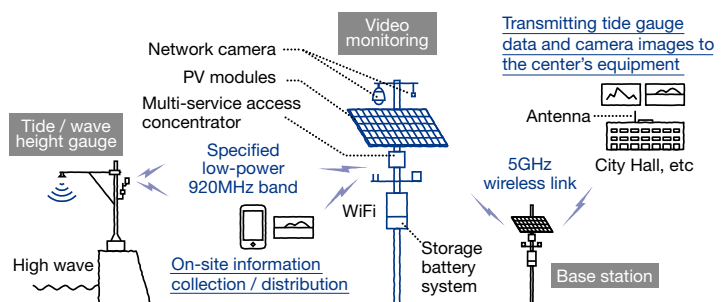 Video
monitoring
Network camera
PV modules
Multi-service access
concentrator
Transmitting tide gauge
data and camera images to
the center's equipment
Antenna
City Hall, etc
Tide / wave
height gauge
Specified
low-power
920MHz band
5GHz
wireless link
WiFi
High wave
On-site information
collection / distribution
Storage
battery
system
Base station